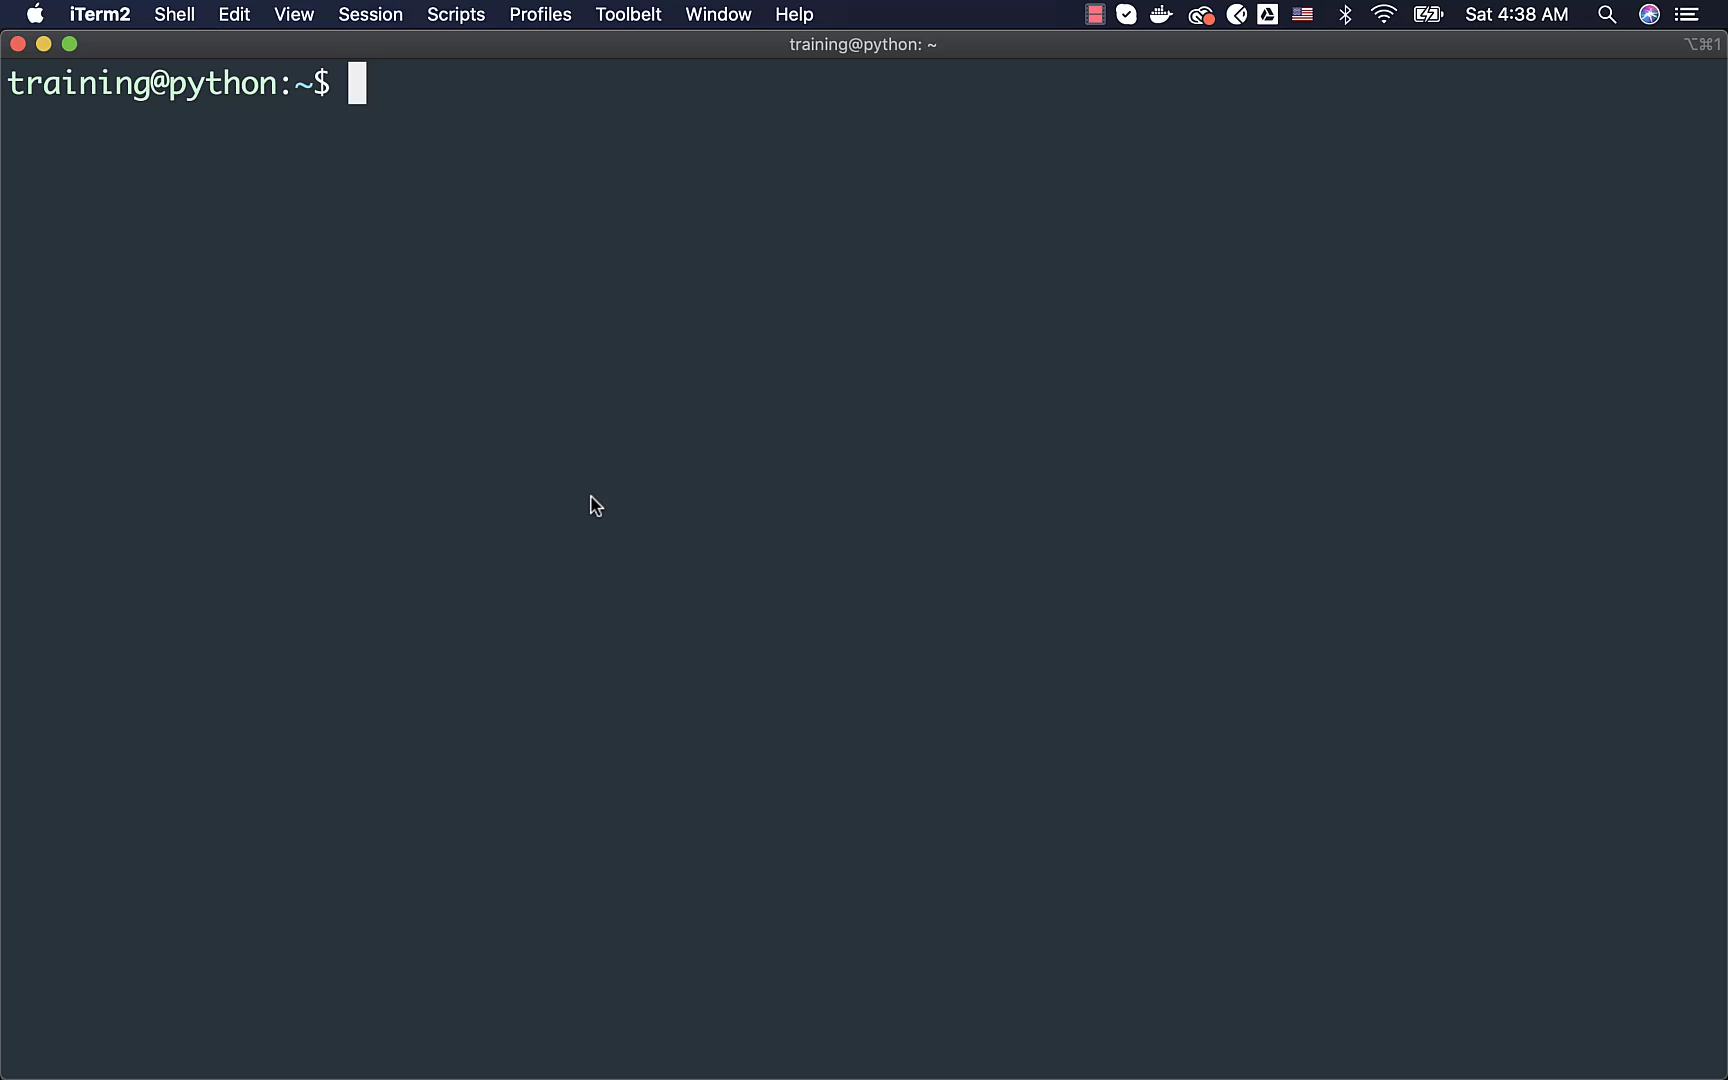 iTerm2 Shell Edit View Session Scripts Profiles Toolbelt Window Help Sat 4:38 AM
training@python: ~ ⌥⌘1
training@python:~$